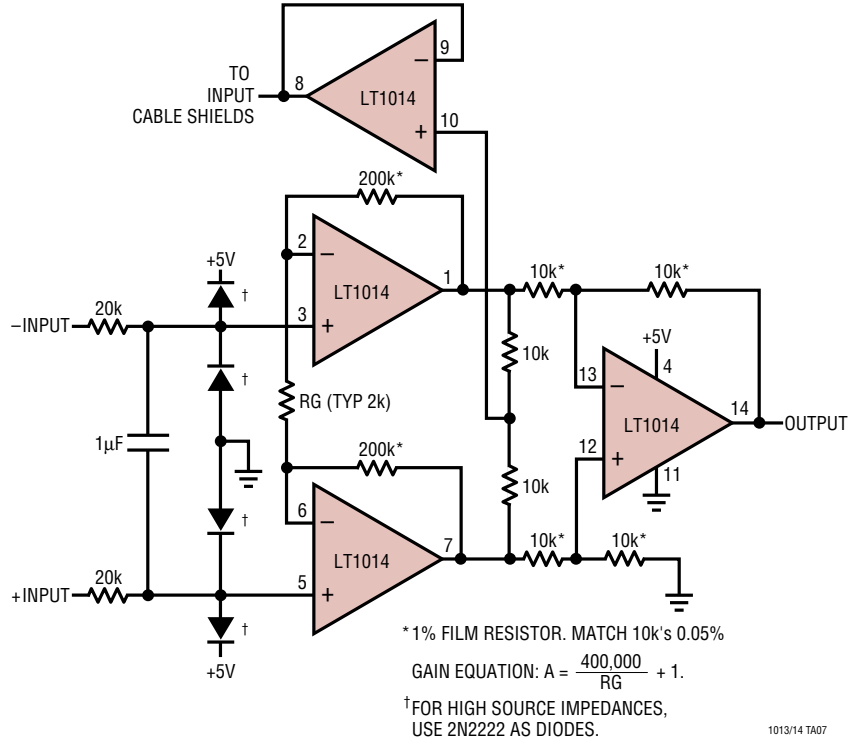 9
TO
INPUT
CABLE SHIELDS
8
−
LT1014
10
+
200k*
2
−
+5V
†
1
10k*
10k*
LT1014
20k
3
−INPUT
+
+5V
10k
4
†
13
−
RG (TYP 2k)
14
LT1014
OUTPUT
1µF
200k*
12
+
11
10k
6
−
†
7
10k*
10k*
LT1014
20k
5
+INPUT
+
†
*1% FILM RESISTOR. MATCH 10k's 0.05%
+5V
GAIN EQUATION: A = 400,000
RG
+ 1.
†FOR HIGH SOURCE IMPEDANCES,
USE 2N2222 AS DIODES.
1013/14 TA07